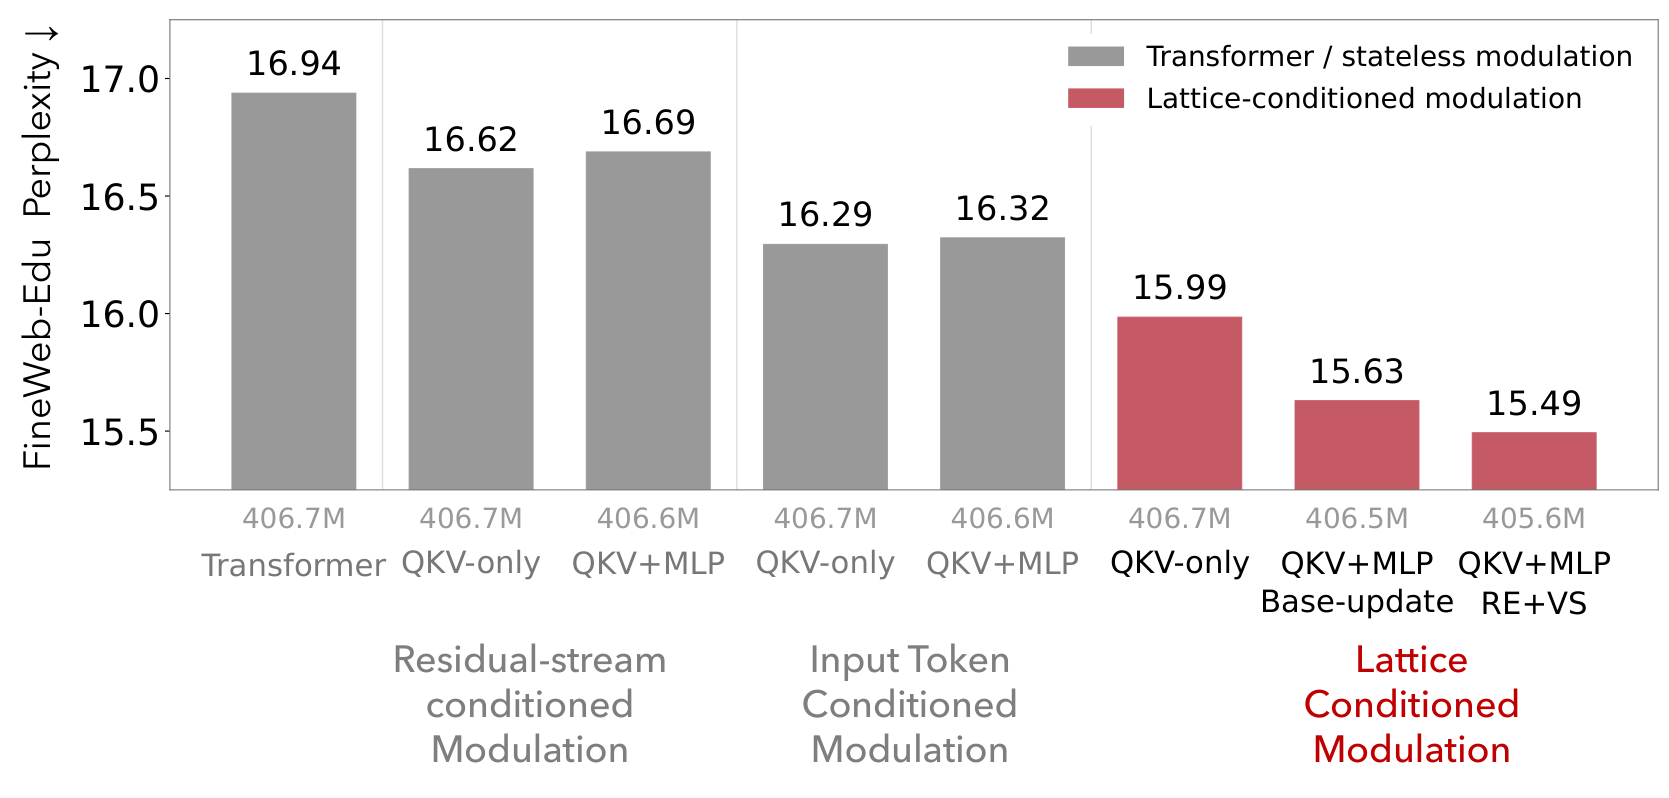 FineWeb-Edu Perplexity ↓
17.0
16.5
16.0
15.5
Transformer / stateless modulation
Lattice-conditioned modulation
16.94
16.62
16.69
16.29
16.32
15.99
15.63
15.49
406.7M
406.7M
406.6M
406.7M
406.6M
406.7M
406.5M
405.6M
Transformer
QKV-only
QKV+MLP
QKV-only
QKV+MLP
QKV-only
QKV+MLP
Base-update
QKV+MLP
RE+VS
Residual-stream
conditioned
Modulation
Input Token
Conditioned
Modulation
Lattice
Conditioned
Modulation